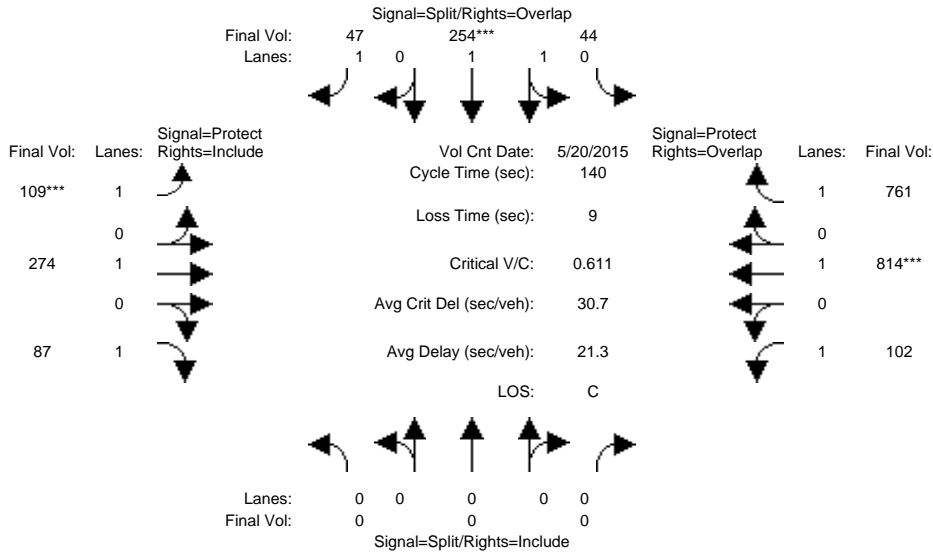 Signal=Split/Rights=Overlap
Final Vol: 47 254*** 44
Lanes: 1 0 1 1 0
Signal=Protect
Final Vol: Lanes: Rights=Include
Vol Cnt Date: 5/20/2015
Signal=Protect
Rights=Overlap Lanes: Final Vol:
Cycle Time (sec): 140
109*** 1
1 761
Loss Time (sec): 9
0
0
274 1
Critical V/C: 0.611
1 814***
0
Avg Crit Del (sec/veh): 30.7
0
87 1
Avg Delay (sec/veh): 21.3
1 102
LOS: C
Lanes: 0 0 0 0 0
Final Vol: 0 0 0
Signal=Split/Rights=Include